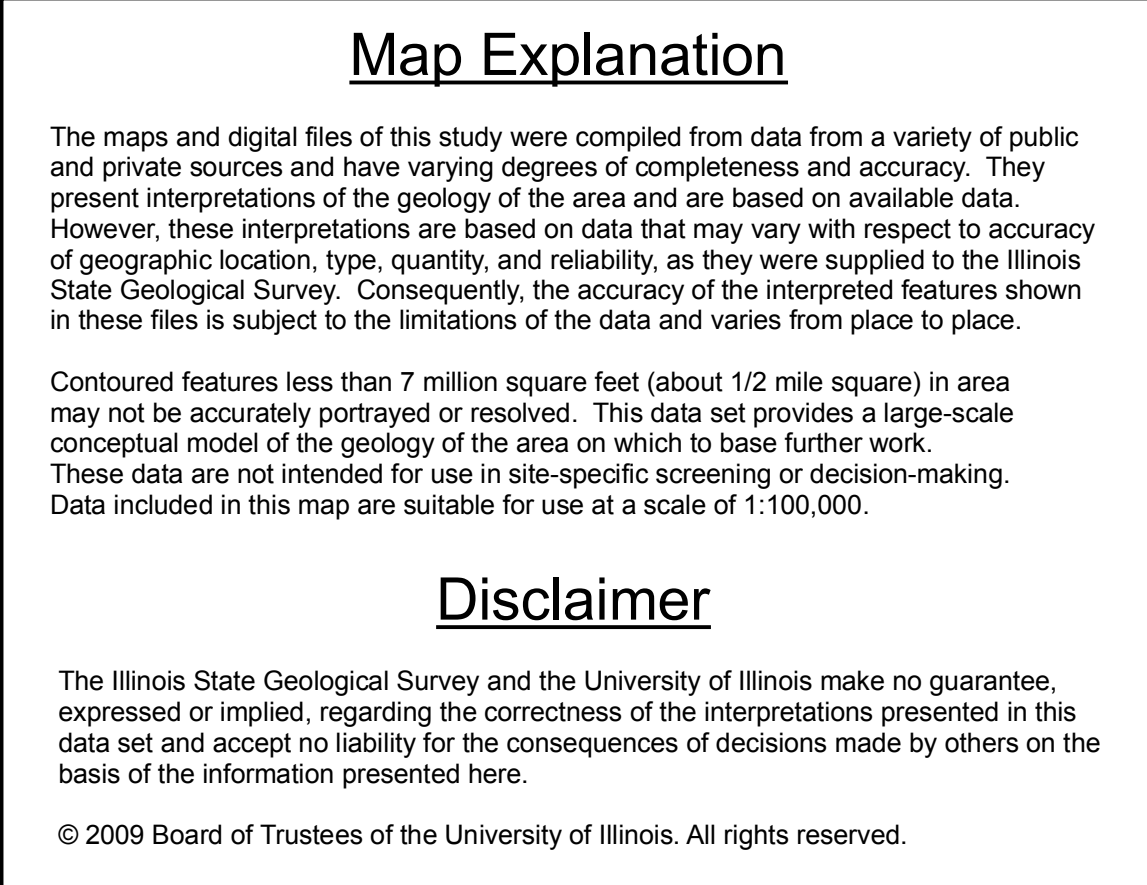 Map Explanation
The maps and digital files of this study were compiled from data from a variety of public
and private sources and have varying degrees of completeness and accuracy.  They
present interpretations of the geology of the area and are based on available data.
However, these interpretations are based on data that may vary with respect to accuracy
of geographic location, type, quantity, and reliability, as they were supplied to the Illinois
State Geological Survey.  Consequently, the accuracy of the interpreted features shown
in these files is subject to the limitations of the data and varies from place to place.
Contoured features less than 7 million square feet (about 1/2 mile square) in area
may not be accurately portrayed or resolved.  This data set provides a large-scale
conceptual model of the geology of the area on which to base further work.
These data are not intended for use in site-specific screening or decision-making.
Data included in this map are suitable for use at a scale of 1:100,000.
Disclaimer
The Illinois State Geological Survey and the University of Illinois make no guarantee,
expressed or implied, regarding the correctness of the interpretations presented in this
data set and accept no liability for the consequences of decisions made by others on the
basis of the information presented here.
© 2009 Board of Trustees of the University of Illinois. All rights reserved.